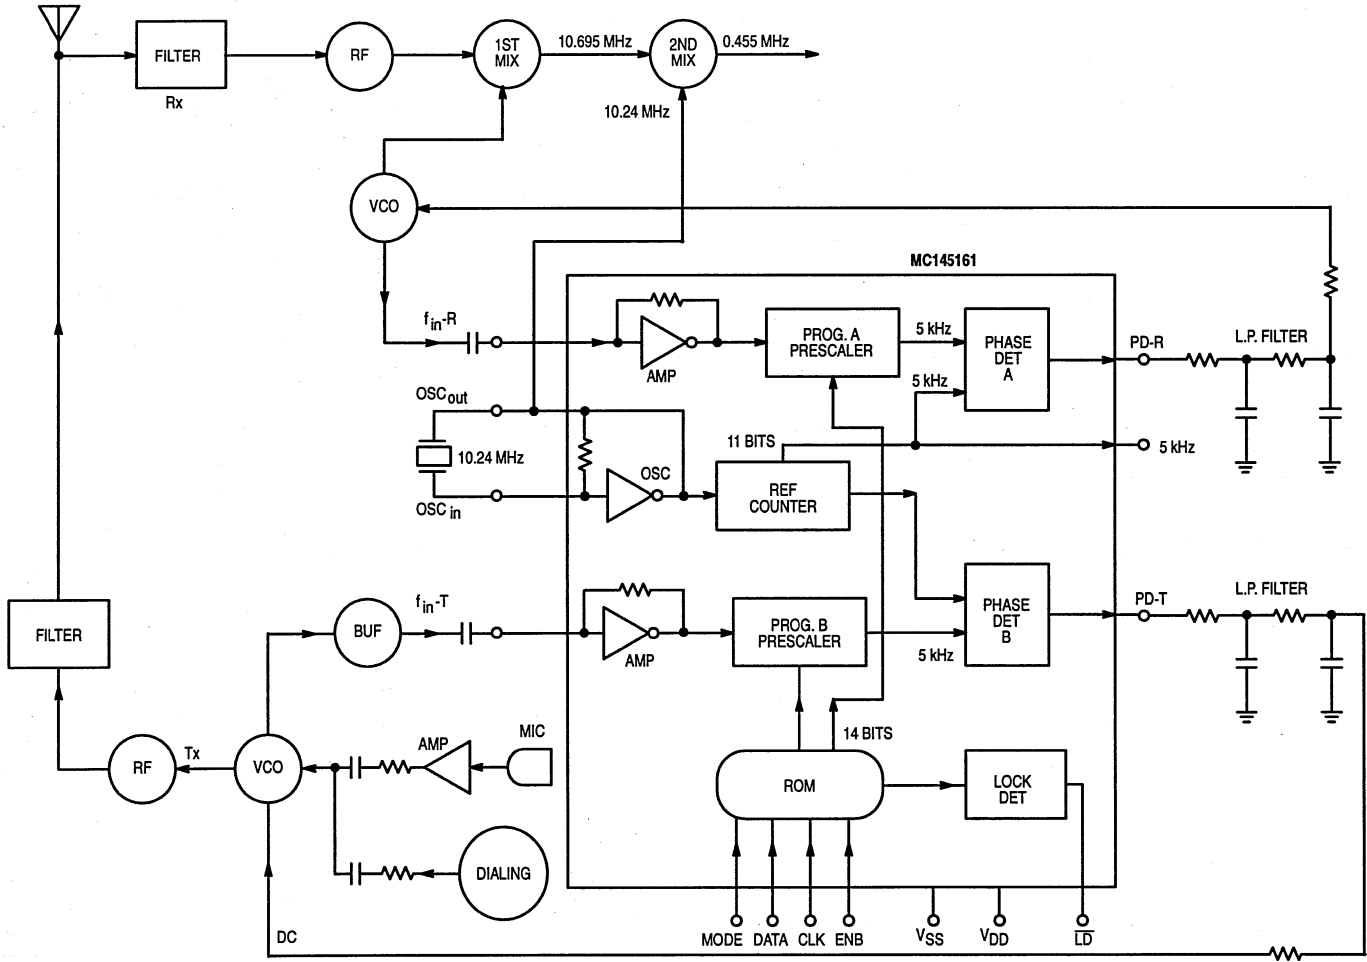 FILTER
Rx
RF
1ST
MIX
10.695 MHz
2ND
MIX
0.455 MHz
10.24 MHz
VCO
MC145161
fin-R
AMP
PROG. A
PRESCALER
5 kHz
5 kHz
PHASE
DET
A
PD-R
L.P. FILTER
OSCout
10.24 MHz
OSCin
OSC
11 BITS
REF
COUNTER
5 kHz
FILTER
BUF
fin-T
AMP
PROG. B
PRESCALER
5 kHz
PHASE
DET
B
PD-T
L.P. FILTER
14 BITS
RF
Tx
VCO
AMP
MIC
ROM
LOCK
DET
DIALING
DC
MODE
DATA
CLK
ENB
VSS
VDD
LD